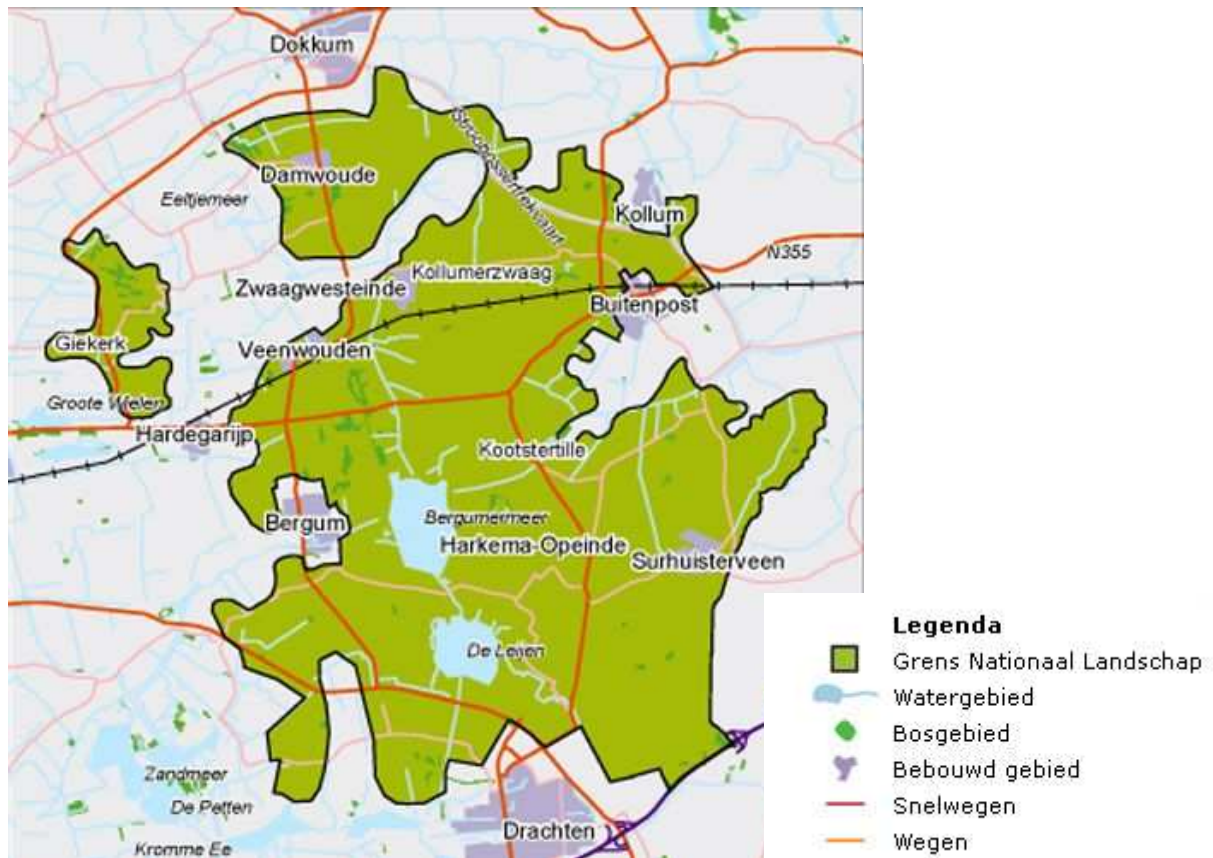 Dokkum
Strobossertrekvaart
Damwoude
Eeltjemeer
Kollum
N355
Kollumerzwaag
Zwaagwesteinde
Buitenpost
Giekerk
Veenwouden
Groote Wielen
Hardegarijp
Kootstertille
Bergumermeer
Bergum
Harkema-Opeinde
Surhuisterveen
Legenda
Grens Nationaal Landschap
De Leijen
Watergebied
Bosgebied
Zandmeer
Bebouwd gebied
De Petten
Snelwegen
Drachten
Wegen
Kromme Ee